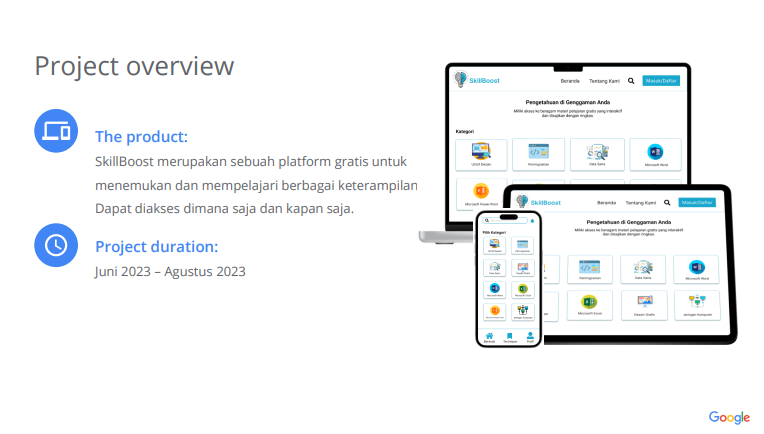 Project overview
The product:
SkillBoost merupakan sebuah platform gratis untuk
menemukan dan mempelajari berbagai keterampilan
Dapat diakses dimana saja dan kapan saja.
Project duration:
Juni 2023 – Agustus 2023
SkillBoost
Beranda
Tentang Kami
Masuk/Daftar
Pengetahuan di Genggaman Anda
Miliki akses ke beragam materi pelajaran gratis yang interaktif
dan disajikan dengan ringkas.
Kategori
UI/UX Desain
Pemrograman
Data Sains
Microsoft Word
Microsoft Power Point
SkillBoost
Beranda
Tentang Kami
Masuk/Daftar
Pengetahuan di Genggaman Anda
Miliki akses ke beragam materi pelajaran gratis yang interaktif
dan disajikan dengan ringkas.
Pemrograman
Data Sains
Microsoft Word
Microsoft Excel
Desain Grafis
Jaringan Komputer
Pilih Kategori
Beranda
Tersimpan
Profil
Google